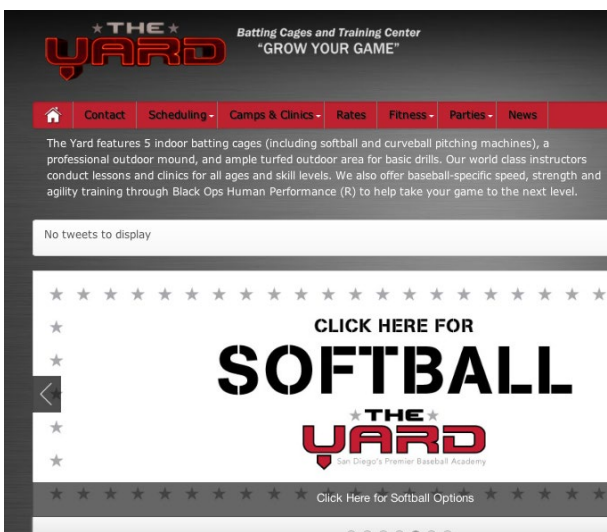 THE
YARD
Batting Cages and Training Center
"GROW YOUR GAME"
Contact Scheduling Camps & Clinics Rates Fitness Parties News
The Yard features 5 indoor batting cages (including softball and curveball pitching machines), a
professional outdoor mound, and ample turfed outdoor area for basic drills. Our world class instructors
conduct lessons and clinics for all ages and skill levels. We also offer baseball-specific speed, strength and
agility training through Black Ops Human Performance (R) to help take your game to the next level.
No tweets to display
CLICK HERE FOR
SOFTBALL
THE
YARD
San Diego's Premier Baseball Academy
Click Here for Softball Options